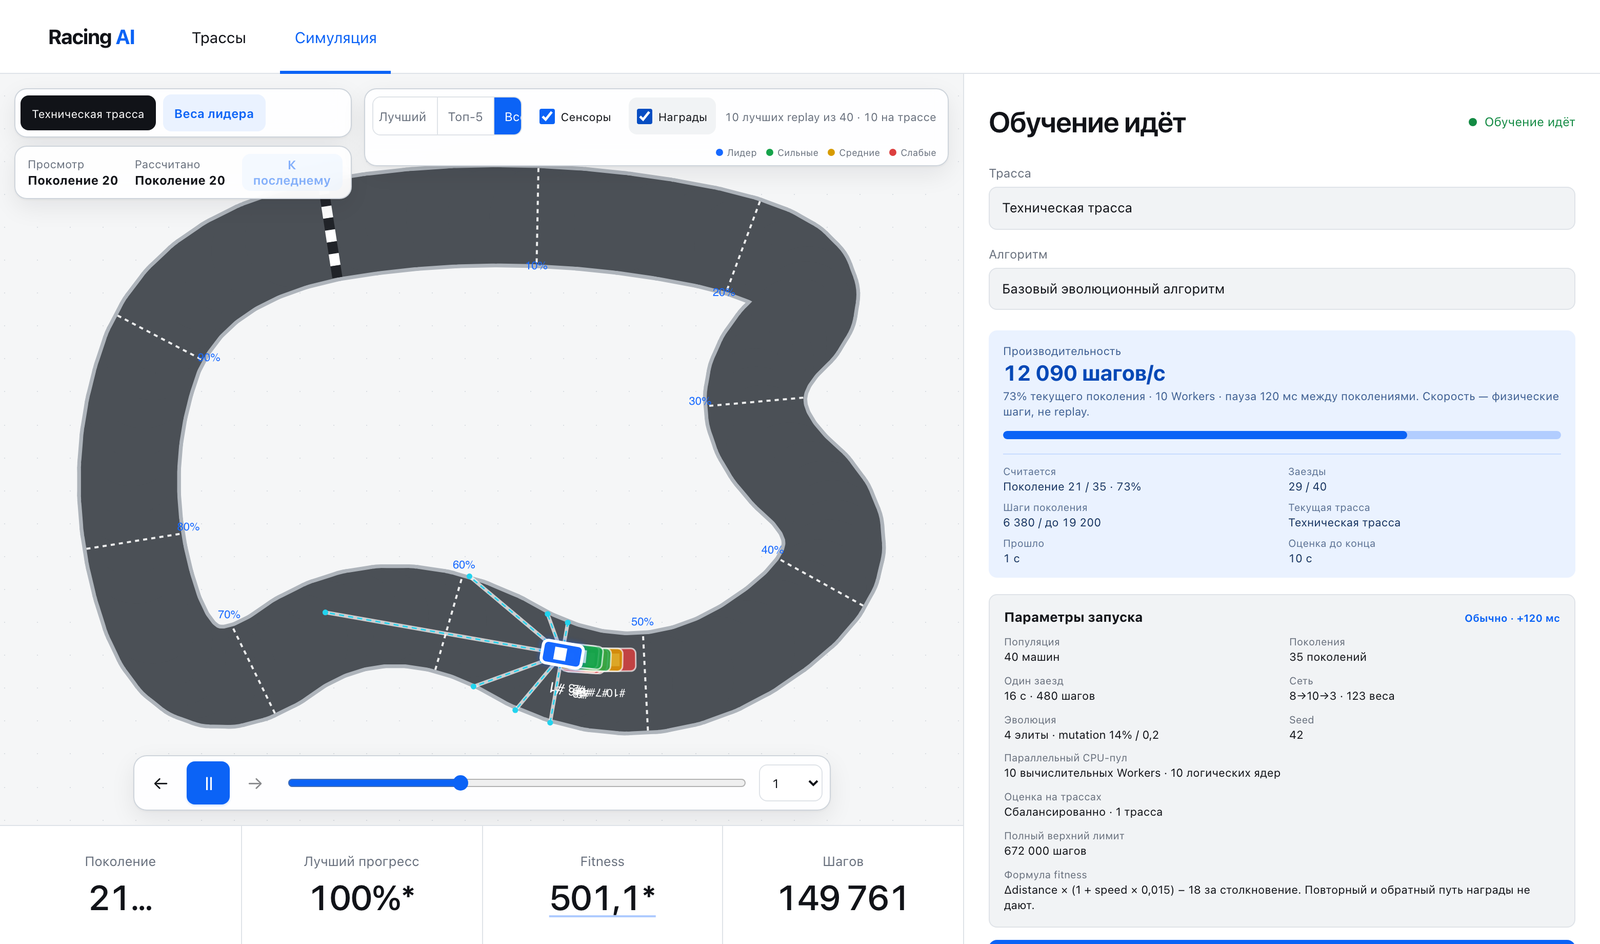 Racing AI
Трассы
Симуляция
Техническая трасса
Веса лидера
Просмотр
Поколение 20
Рассчитано
Поколение 20
К
последнему
Лучший
Топ-5
Вс
Сенсоры
Награды
10 лучших replay из 40 · 10 на трассе
Лидер
Сильные
Средние
Слабые
10%
20%
30%
40%
50%
60%
70%
80%
90%
#1
#10
1
Поколение
21...
Лучший прогресс
100%*
Fitness
501,1*
Шагов
149 761
Обучение идёт
Обучение идёт
Трасса
Техническая трасса
Алгоритм
Базовый эволюционный алгоритм
Производительность
12 090 шагов/с
73% текущего поколения · 10 Workers · пауза 120 мс между поколениями. Скорость — физические
шаги, не replay.
Считается
Поколение 21 / 35 · 73%
Заезды
29 / 40
Шаги поколения
6 380 / до 19 200
Текущая трасса
Техническая трасса
Прошло
1 с
Оценка до конца
10 с
Параметры запуска
Обычно · +120 мс
Популяция
40 машин
Поколения
35 поколений
Один заезд
16 с · 480 шагов
Сеть
8→10→3 · 123 веса
Эволюция
4 элиты · mutation 14% / 0,2
Seed
42
Параллельный CPU-пул
10 вычислительных Workers · 10 логических ядер
Оценка на трассах
Сбалансированно · 1 трасса
Полный верхний лимит
672 000 шагов
Формула fitness
Δdistance × (1 + speed × 0,015) − 18 за столкновение. Повторный и обратный путь награды не
дают.